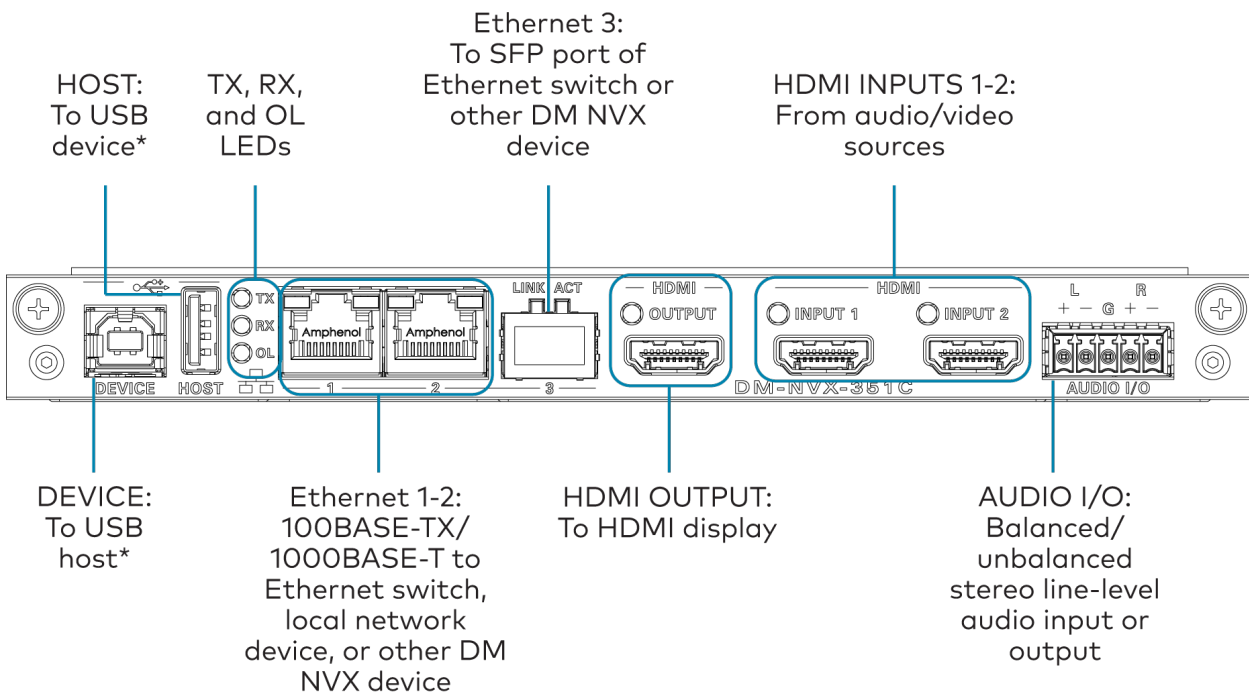 Ethernet 3:
To SFP port of
Ethernet switch or
other DM NVX
device
HOST:
To USB
device*
TX, RX,
and OL
LEDs
HDMI INPUTS 1-2:
From audio/video
sources
DEVICE
HOST
TX
RX
OL
Amphenol
1
Amphenol
2
LINK ACT
3
HDMI
OUTPUT
HDMI
INPUT 1
INPUT 2
DM-NVX-351C
L R
+ - G + -
AUDIO I/O
DEVICE:
To USB
host*
Ethernet 1-2:
100BASE-TX/
1000BASE-T to
Ethernet switch,
local network
device, or other DM
NVX device
HDMI OUTPUT:
To HDMI display
AUDIO I/O:
Balanced/
unbalanced
stereo line-level
audio input or
output